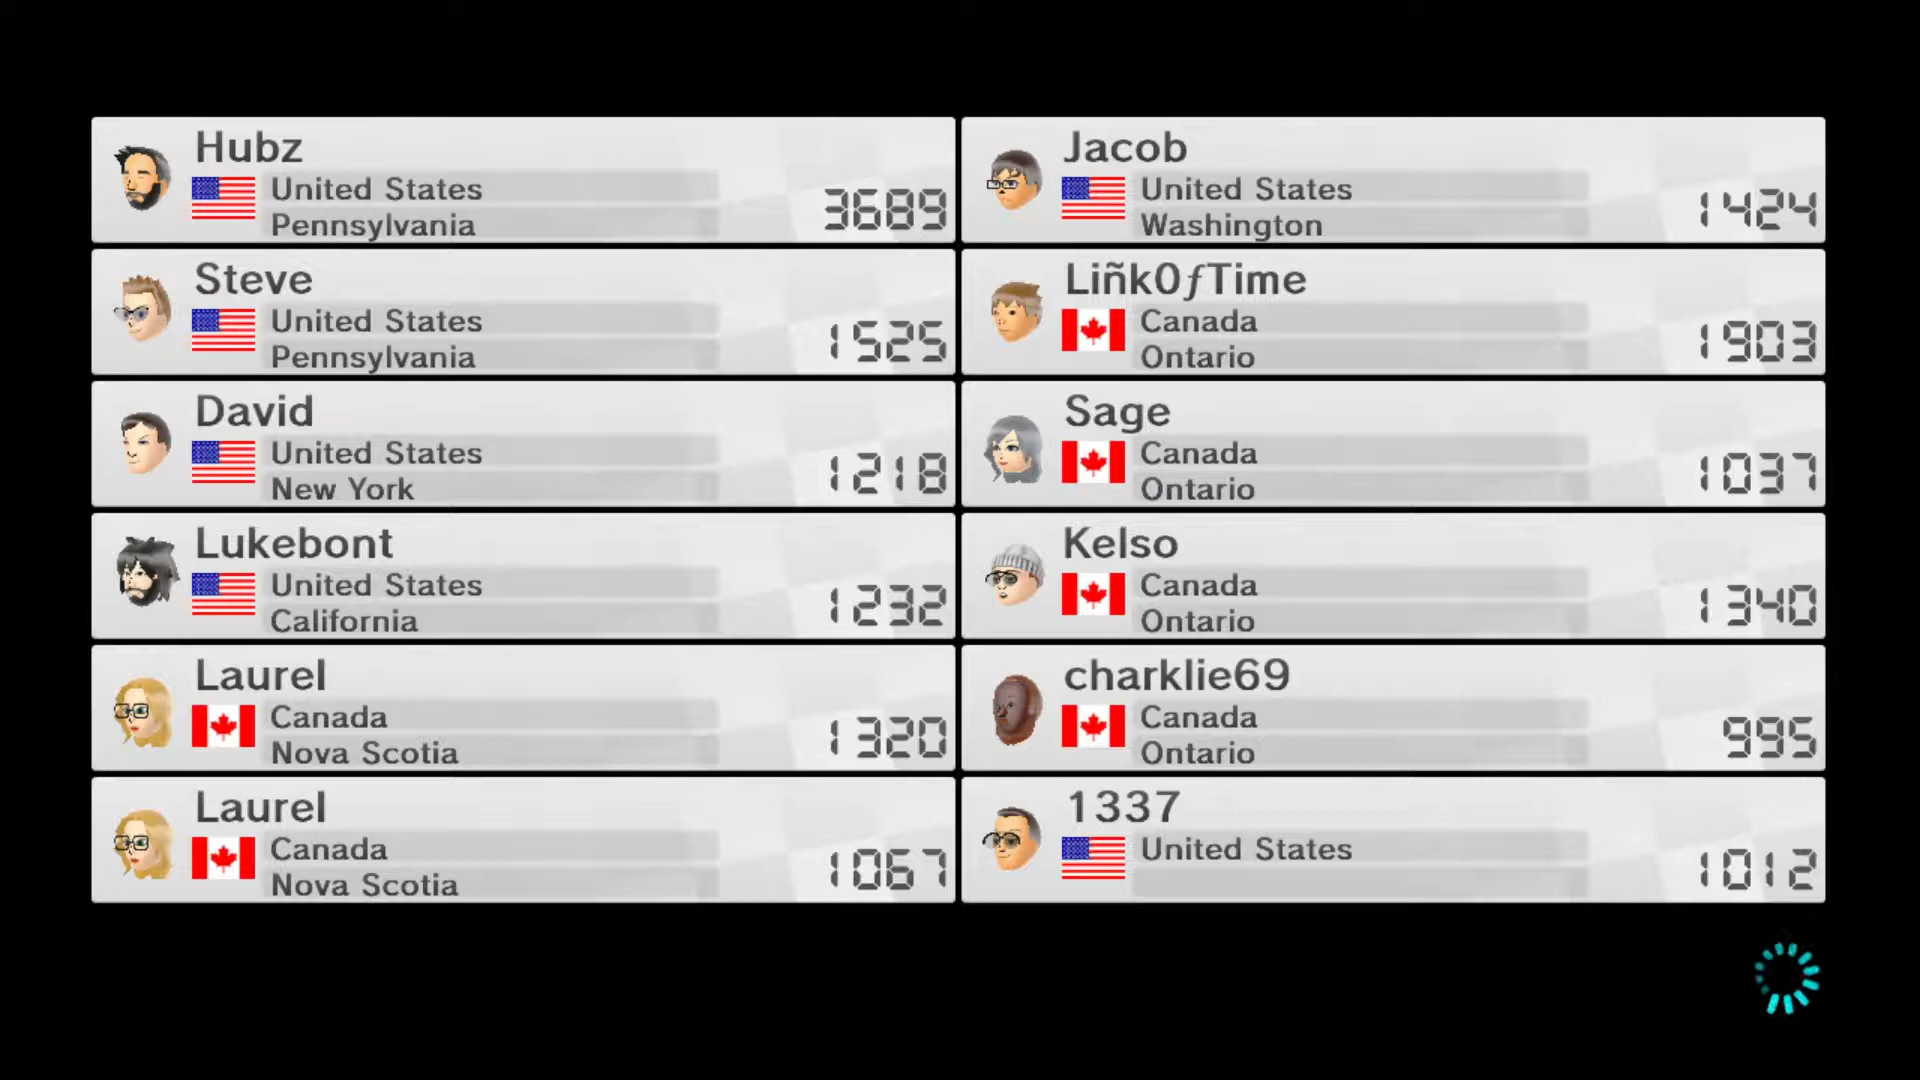 Hubz
United States
Pennsylvania
3689
Jacob
United States
Washington
1424
Steve
United States
Pennsylvania
1525
Liñk0ƒTime
Canada
Ontario
1903
David
United States
New York
1218
Sage
Canada
Ontario
1037
Lukebont
United States
California
1232
Kelso
Canada
Ontario
1340
Laurel
Canada
Nova Scotia
1320
charklie69
Canada
Ontario
995
Laurel
Canada
Nova Scotia
1067
1337
United States
1012